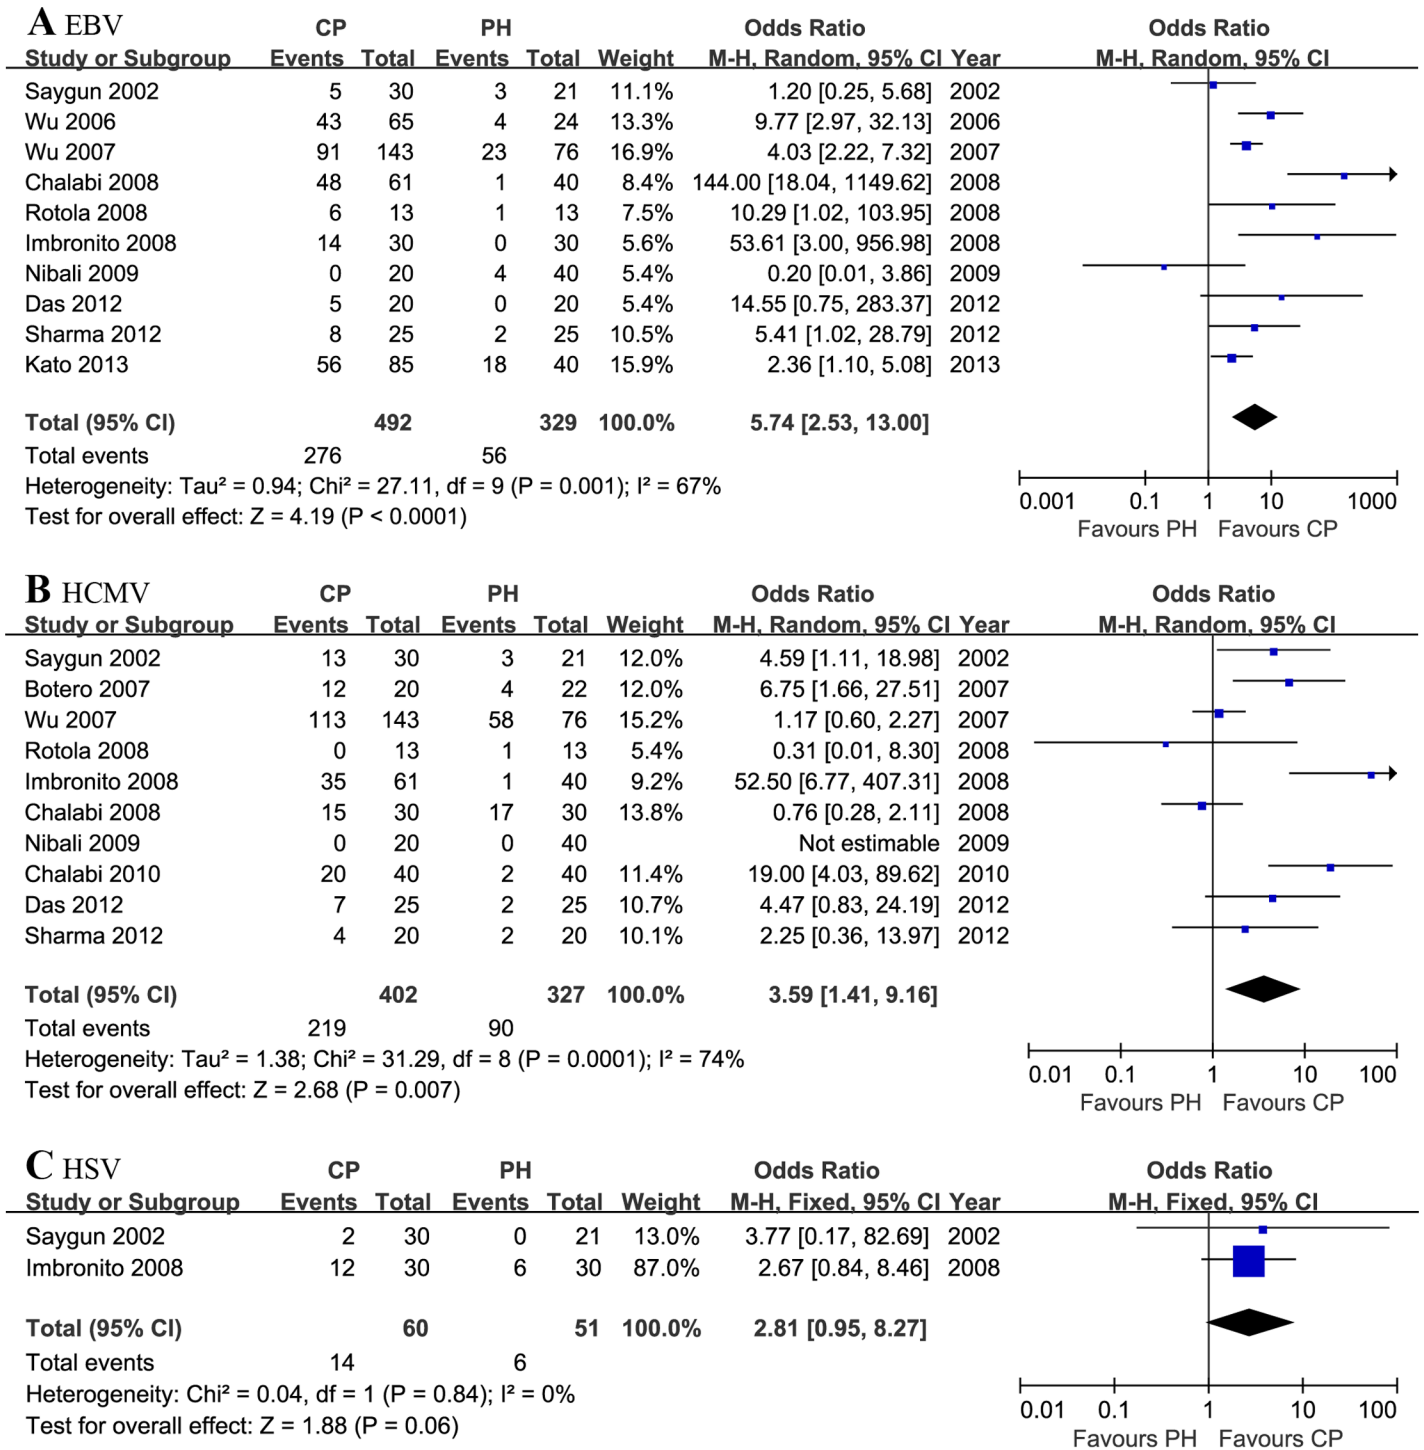 A EBV CP PH Odds Ratio Odds Ratio
Study or Subgroup Events Total Events Total Weight M-H, Random, 95% CI Year M-H, Random, 95% CI
Saygun 2002 5 30 3 21 11.1% 1.20 [0.25, 5.68] 2002
Wu 2006 43 65 4 24 13.3% 9.77 [2.97, 32.13] 2006
Wu 2007 91 143 23 76 16.9% 4.03 [2.22, 7.32] 2007
Chalabi 2008 48 61 1 40 8.4% 144.00 [18.04, 1149.62] 2008
Rotola 2008 6 13 1 13 7.5% 10.29 [1.02, 103.95] 2008
Imbronito 2008 14 30 0 30 5.6% 53.61 [3.00, 956.98] 2008
Nibali 2009 0 20 4 40 5.4% 0.20 [0.01, 3.86] 2009
Das 2012 5 20 0 20 5.4% 14.55 [0.75, 283.37] 2012
Sharma 2012 8 25 2 25 10.5% 5.41 [1.02, 28.79] 2012
Kato 2013 56 85 18 40 15.9% 2.36 [1.10, 5.08] 2013
Total (95% CI) 492 329 100.0% 5.74 [2.53, 13.00]
Total events 276 56
Heterogeneity: Tau² = 0.94; Chi² = 27.11, df = 9 (P = 0.001); I² = 67%
Test for overall effect: Z = 4.19 (P < 0.0001)
0.001 0.1 1 10 1000
Favours PH Favours CP
B HCMV CP PH Odds Ratio Odds Ratio
Study or Subgroup Events Total Events Total Weight M-H, Random, 95% CI Year M-H, Random, 95% CI
Saygun 2002 13 30 3 21 12.0% 4.59 [1.11, 18.98] 2002
Botero 2007 12 20 4 22 12.0% 6.75 [1.66, 27.51] 2007
Wu 2007 113 143 58 76 15.2% 1.17 [0.60, 2.27] 2007
Rotola 2008 0 13 1 13 5.4% 0.31 [0.01, 8.30] 2008
Imbronito 2008 35 61 1 40 9.2% 52.50 [6.77, 407.31] 2008
Chalabi 2008 15 30 17 30 13.8% 0.76 [0.28, 2.11] 2008
Nibali 2009 0 20 0 40 Not estimable 2009
Chalabi 2010 20 40 2 40 11.4% 19.00 [4.03, 89.62] 2010
Das 2012 7 25 2 25 10.7% 4.47 [0.83, 24.19] 2012
Sharma 2012 4 20 2 20 10.1% 2.25 [0.36, 13.97] 2012
Total (95% CI) 402 327 100.0% 3.59 [1.41, 9.16]
Total events 219 90
Heterogeneity: Tau² = 1.38; Chi² = 31.29, df = 8 (P = 0.0001); I² = 74%
Test for overall effect: Z = 2.68 (P = 0.007)
0.01 0.1 1 10 100
Favours PH Favours CP
C HSV CP PH Odds Ratio Odds Ratio
Study or Subgroup Events Total Events Total Weight M-H, Fixed, 95% CI Year M-H, Fixed, 95% CI
Saygun 2002 2 30 0 21 13.0% 3.77 [0.17, 82.69] 2002
Imbronito 2008 12 30 6 30 87.0% 2.67 [0.84, 8.46] 2008
Total (95% CI) 60 51 100.0% 2.81 [0.95, 8.27]
Total events 14 6
Heterogeneity: Chi² = 0.04, df = 1 (P = 0.84); I² = 0%
Test for overall effect: Z = 1.88 (P = 0.06)
0.01 0.1 1 10 100
Favours PH Favours CP